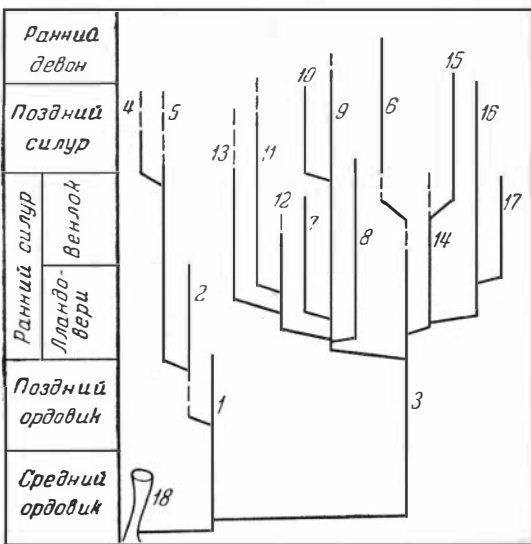 Ранний
девон
Поздний
силур
Ранний силур
Венлок
Лландо-
вери
Поздний
ордовик
Средний
ордовик
4
5
13
11
12
10
7
9
8
6
15
16
14
17
2
1
3
18